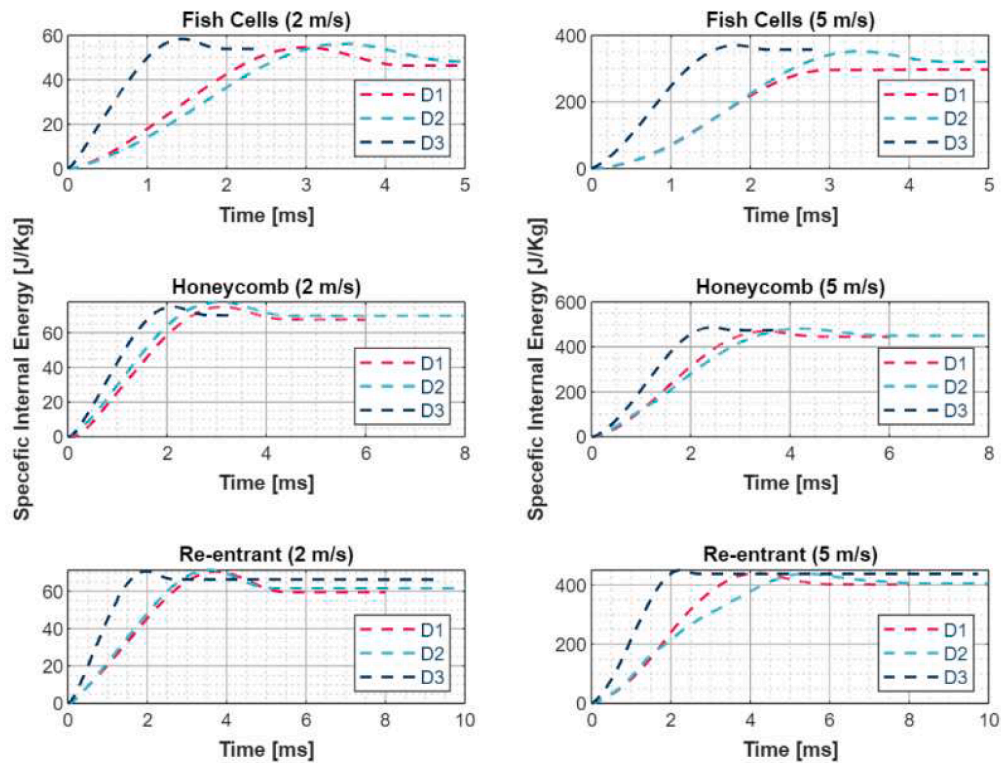 Fish Cells (2 m/s)
60
40
20
0
0 1 2 3 4 5
Time [ms]
D1
D2
D3
Fish Cells (5 m/s)
400
200
0
0 1 2 3 4 5
Time [ms]
D1
D2
D3
Specefic Internal Energy [J/Kg]
Specefic Internal Energy [J/Kg]
Honeycomb (2 m/s)
60
40
20
0
0 2 4 6 8
Time [ms]
D1
D2
D3
Honeycomb (5 m/s)
600
400
200
0
0 2 4 6 8
Time [ms]
D1
D2
D3
Re-entrant (2 m/s)
60
40
20
0
0 2 4 6 8 10
Time [ms]
D1
D2
D3
Re-entrant (5 m/s)
400
200
0
0 2 4 6 8 10
Time [ms]
D1
D2
D3